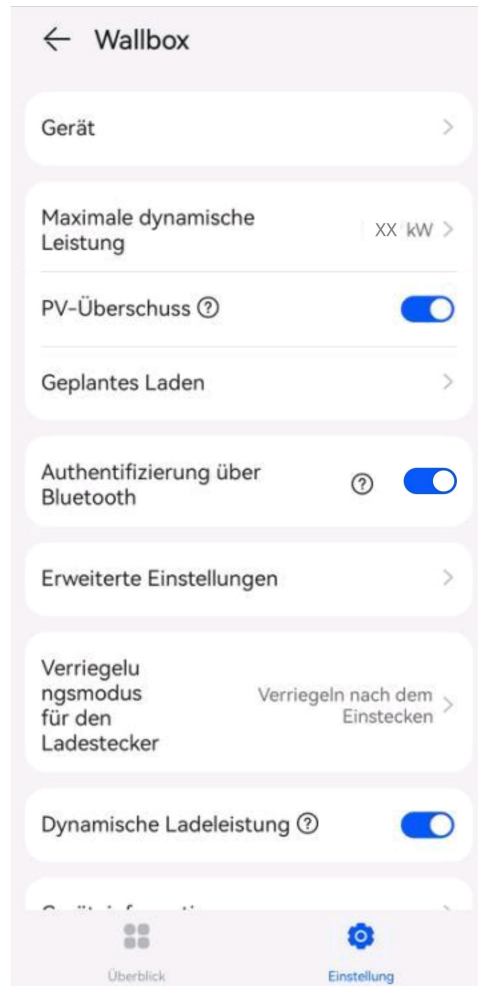 Wallbox
Gerät
Maximale dynamische
Leistung
XX kW
PV-Überschuss ?
Geplantes Laden
Authentifizierung über
Bluetooth
?
Erweiterte Einstellungen
Verriegelu
ngsmodus
für den
Ladestecker
Verriegeln nach dem
Einstecken
Dynamische Ladeleistung ?
Überblick
Einstellung